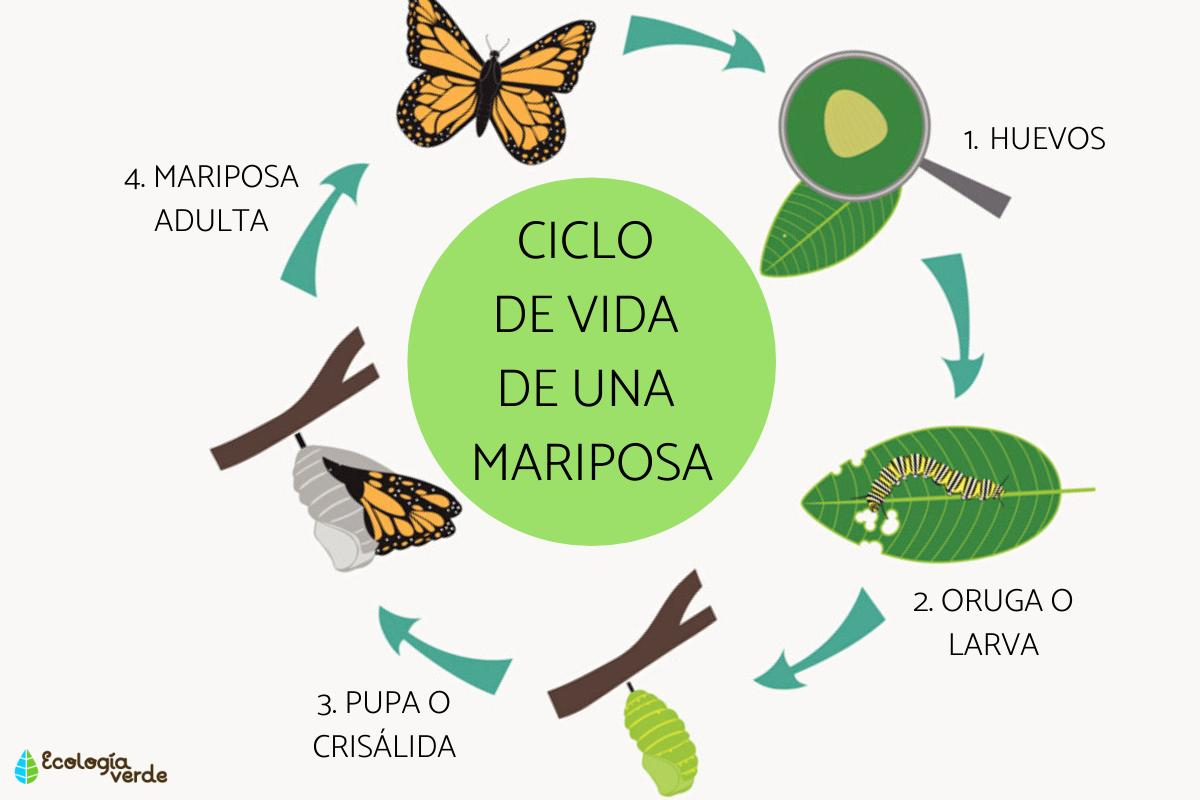 CICLO
DE VIDA
DE UNA
MARIPOSA
1. HUEVOS
2. ORUGA O
LARVA
3. PUPA O
CRISÁLIDA
4. MARIPOSA
ADULTA
Ecología
verde